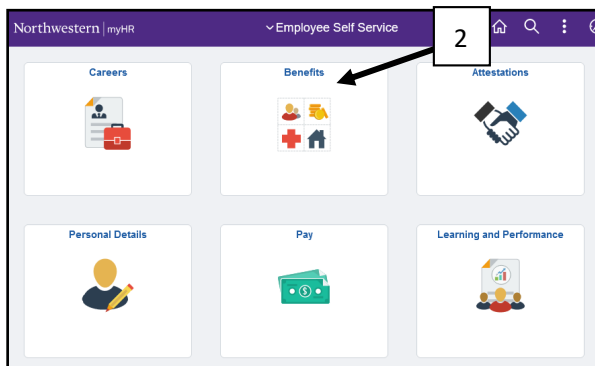 Northwestern | myHR
Employee Self Service
2
Careers
Benefits
Attestations
Personal Details
Pay
Learning and Performance